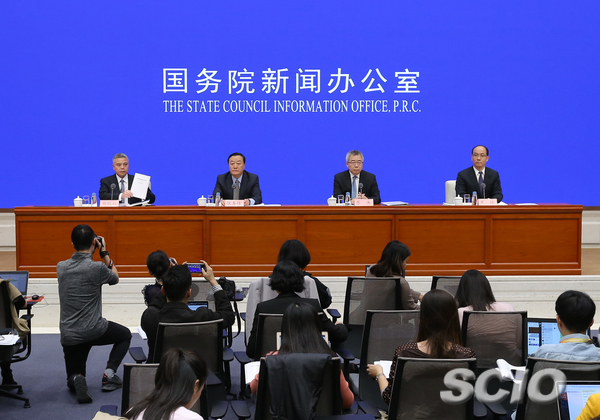 国务院新闻办公室
THE STATE COUNCIL INFORMATION OFFICE, P.R.C.
SCIO